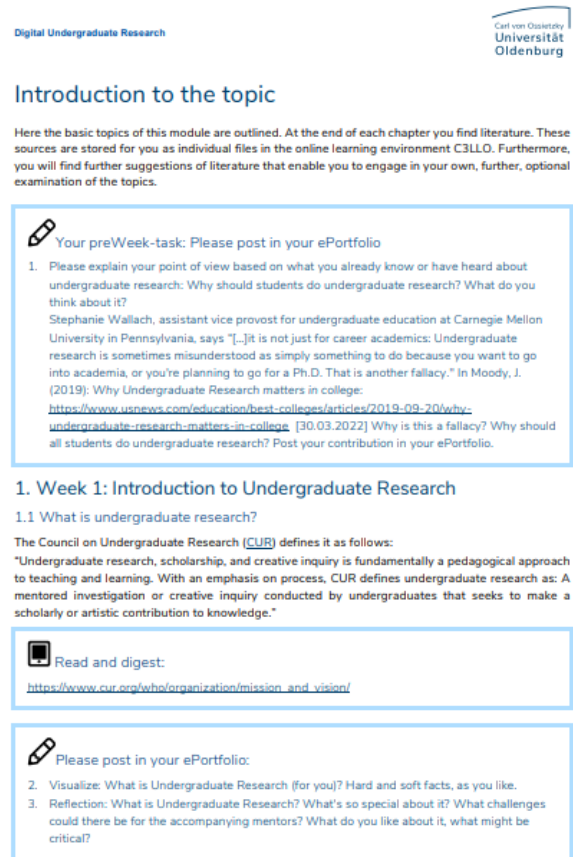 Digital Undergraduate Research
Carl von Ossietzky
Universität
Oldenburg
Introduction to the topic
Here the basic topics of this module are outlined. At the end of each chapter you find literature. These
sources are stored for you as individual files in the online learning environment C3LLO. Furthermore,
you will find further suggestions of literature that enable you to engage in your own, further, optional
examination of the topics.
Your preWeek-task: Please post in your ePortfolio
1. Please explain your point of view based on what you already know or have heard about
undergraduate research: Why should students do undergraduate research? What do you
think about it?
Stephanie Wallach, assistant vice provost for undergraduate education at Carnegie Mellon
University in Pennsylvania, says "[...]it is not just for career academics: Undergraduate
research is sometimes misunderstood as simply something to do because you want to go
into academia, or you're planning to go for a Ph.D. That is another fallacy." In Moody, J.
(2019): Why Undergraduate Research matters in college:
https://www.usnews.com/education/best-colleges/articles/2019-09-20/why-
undergraduate-research-matters-in-college [30.03.2022] Why is this a fallacy? Why should
all students do undergraduate research? Post your contribution in your ePortfolio.
1. Week 1: Introduction to Undergraduate Research
1.1 What is undergraduate research?
The Council on Undergraduate Research (CUR) defines it as follows:
"Undergraduate research, scholarship, and creative inquiry is fundamentally a pedagogical approach
to teaching and learning. With an emphasis on process, CUR defines undergraduate research as: A
mentored investigation or creative inquiry conducted by undergraduates that seeks to make a
scholarly or artistic contribution to knowledge."
Read and digest:
https://www.cur.org/who/organization/mission_and_vision/
Please post in your ePortfolio:
2. Visualize: What is Undergraduate Research (for you)? Hard and soft facts, as you like.
3. Reflection: What is Undergraduate Research? What's so special about it? What challenges
could there be for the accompanying mentors? What do you like about it, what might be
critical?